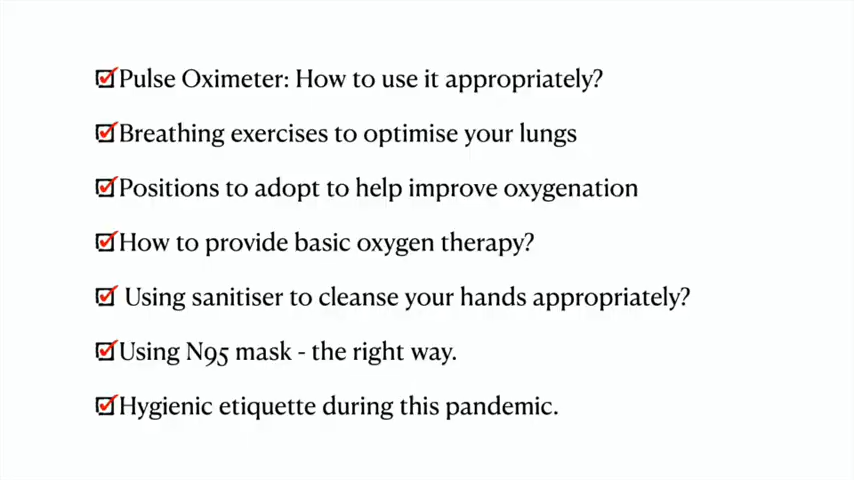 Pulse Oximeter: How to use it appropriately?
Breathing exercises to optimise your lungs
Positions to adopt to help improve oxygenation
How to provide basic oxygen therapy?
Using sanitiser to cleanse your hands appropriately?
Using N95 mask - the right way.
Hygienic etiquette during this pandemic.